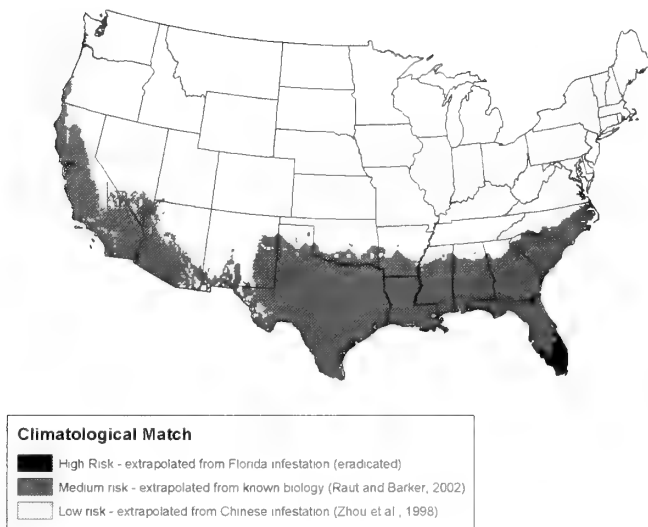 Climatological Match
High Risk - extrapolated from Florida infestation (eradicated)
Medium risk - extrapolated from known biology (Raut and Barker, 2002)
Low risk - extrapolated from Chinese infestation (Zhou et al , 1998)